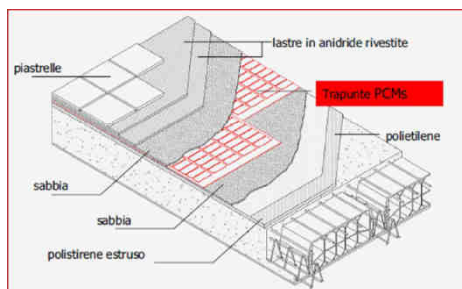 lastre in anidride rivestite
piastrelle
Trapunte PCMs
polietilene
sabbia
sabbia
polistirene estruso